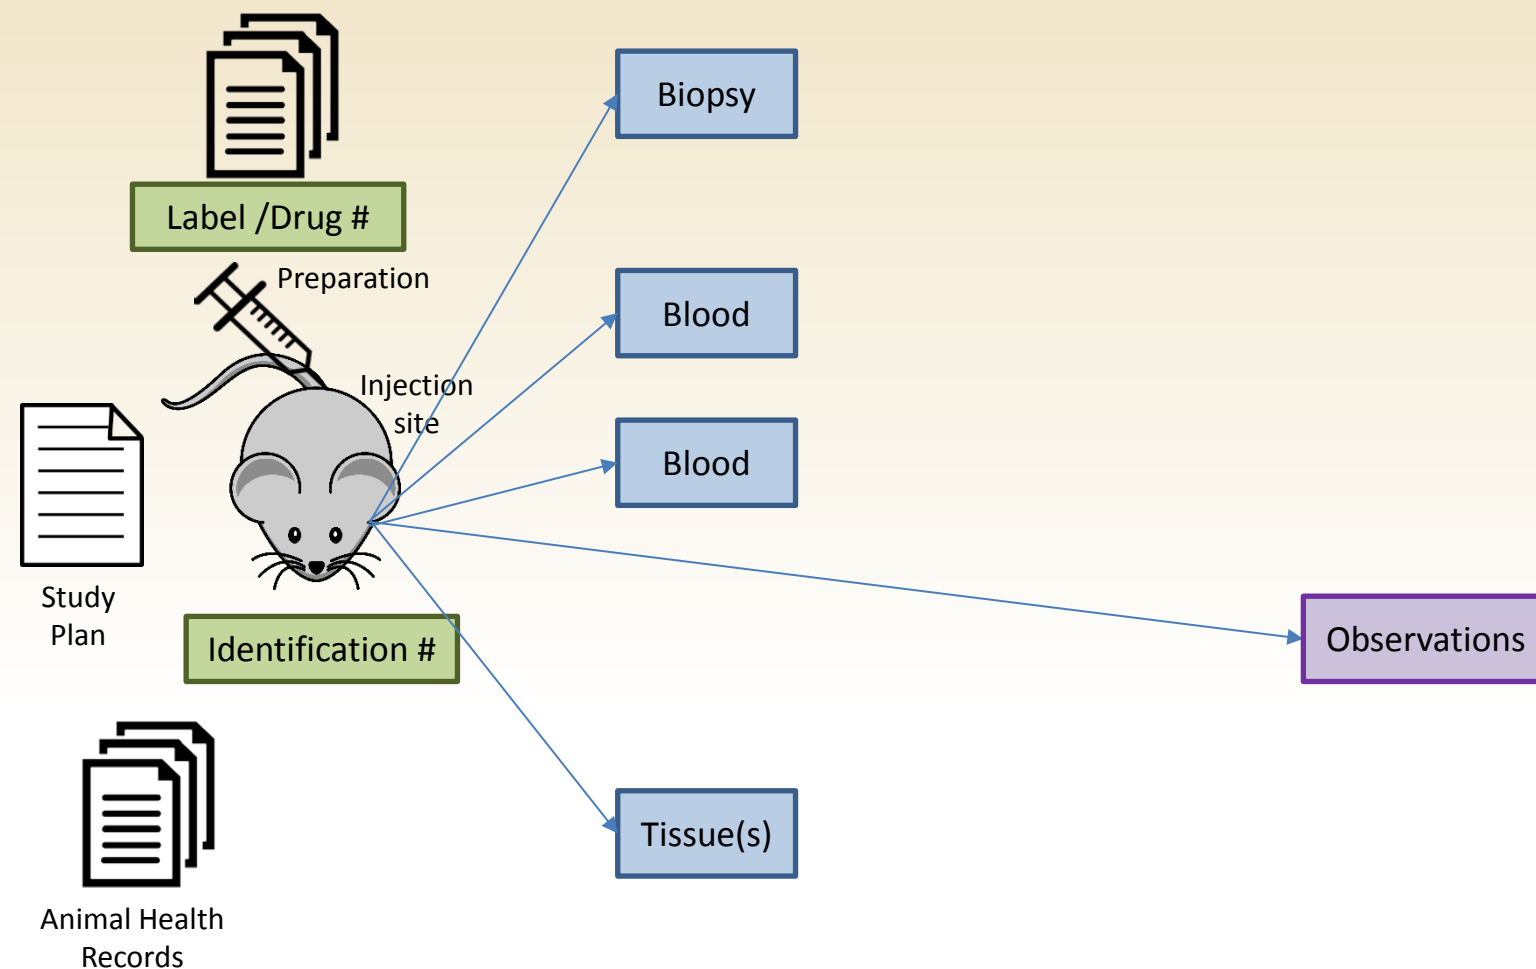 Biopsy
Label /Drug #
Preparation
Blood
Injection
site
Blood
Study
Plan
Identification #
Observations
Tissue(s)
Animal Health
Records